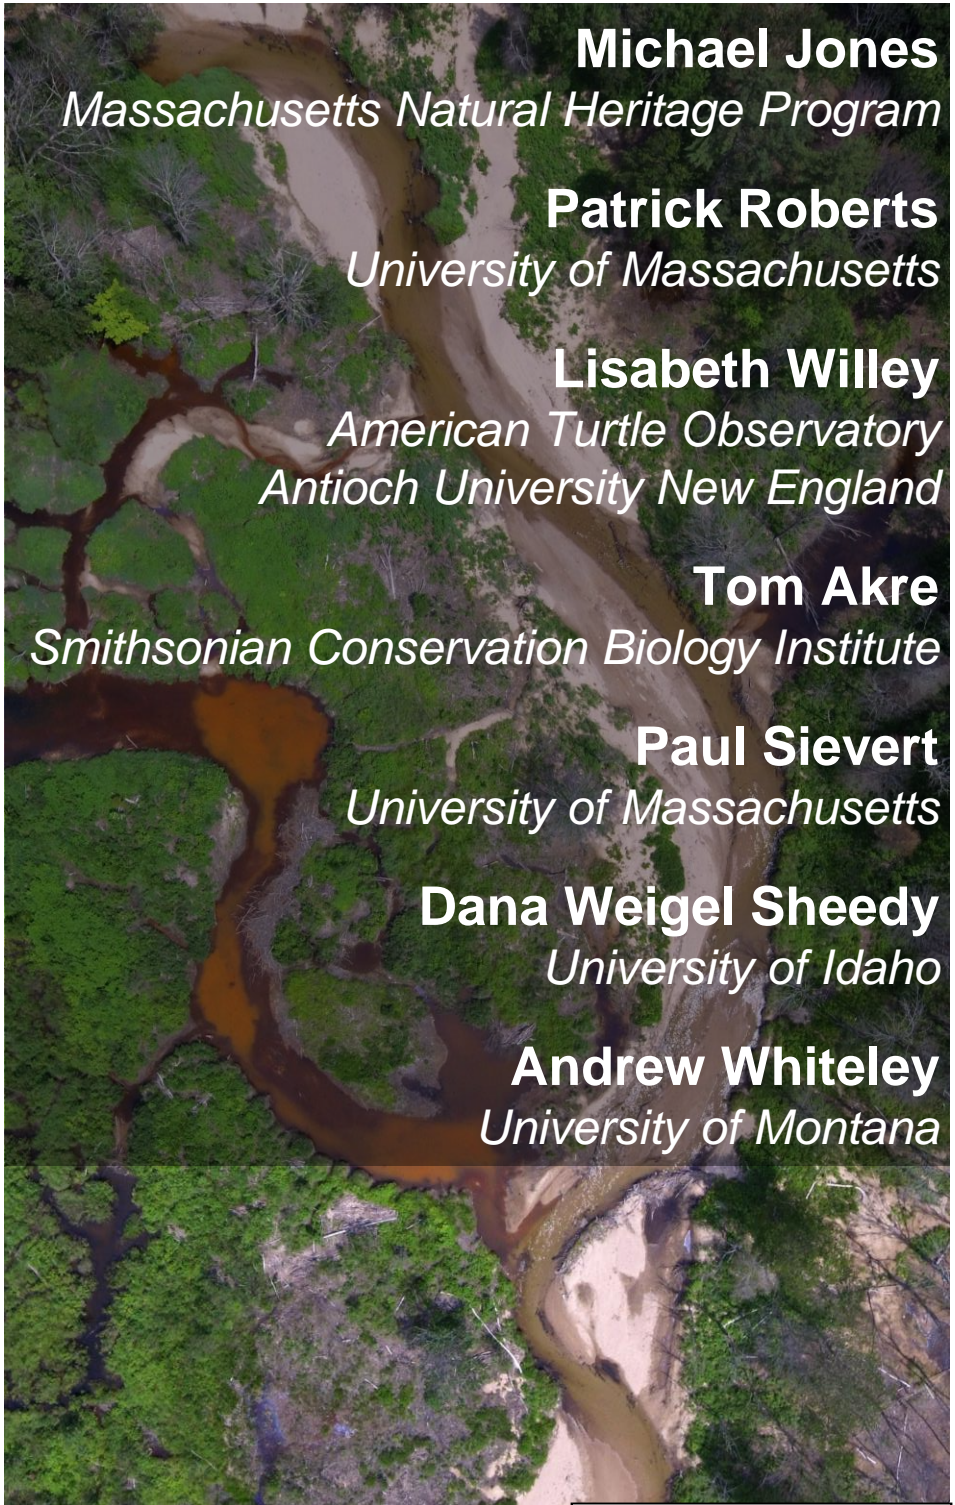 Michael Jones
Massachusetts Natural Heritage Program
Patrick Roberts
University of Massachusetts
Lisabeth Willey
American Turtle Observatory
Antioch University New England
Tom Akre
Smithsonian Conservation Biology Institute
Paul Sievert
University of Massachusetts
Dana Weigel Sheedy
University of Idaho
Andrew Whiteley
University of Montana